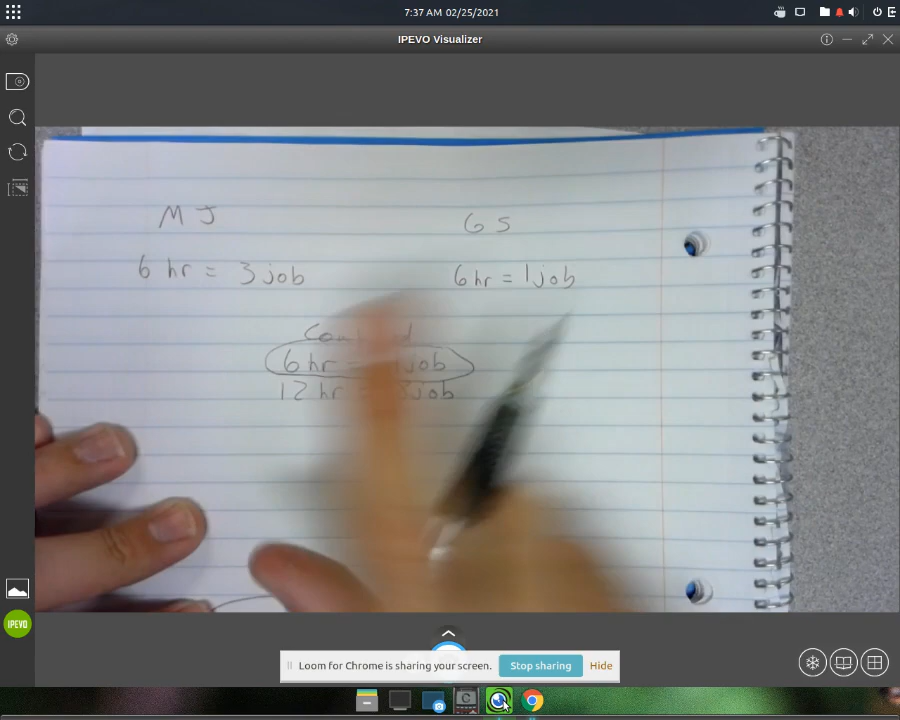 7:37 AM 02/25/2021
IPEVO Visualizer
MJ
GS
6 hr = 3 job
6 hr = 1 job
6 hr job
12 hr job
IPEVO
Loom for Chrome is sharing your screen.
Stop sharing
Hide